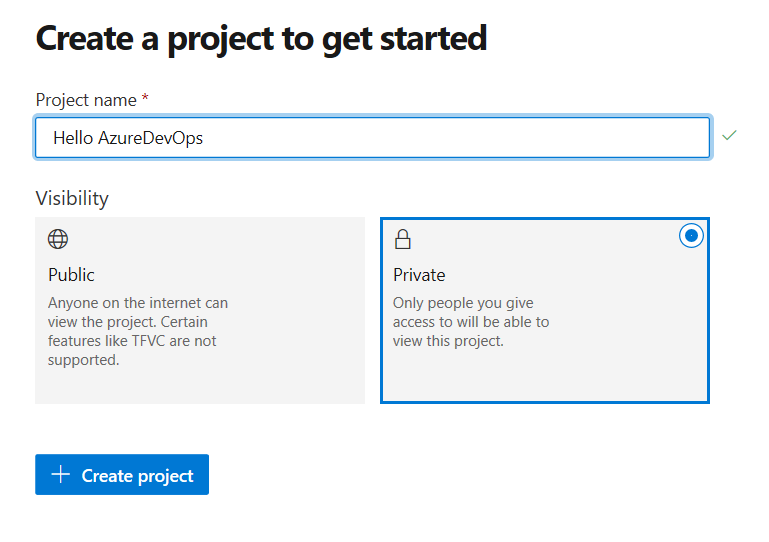 Create a project to get started
Project name *
Hello AzureDevOps
Visibility
Public
Anyone on the internet can
view the project. Certain
features like TFVC are not
supported.
Private
Only people you give
access to will be able to
view this project.
Create project